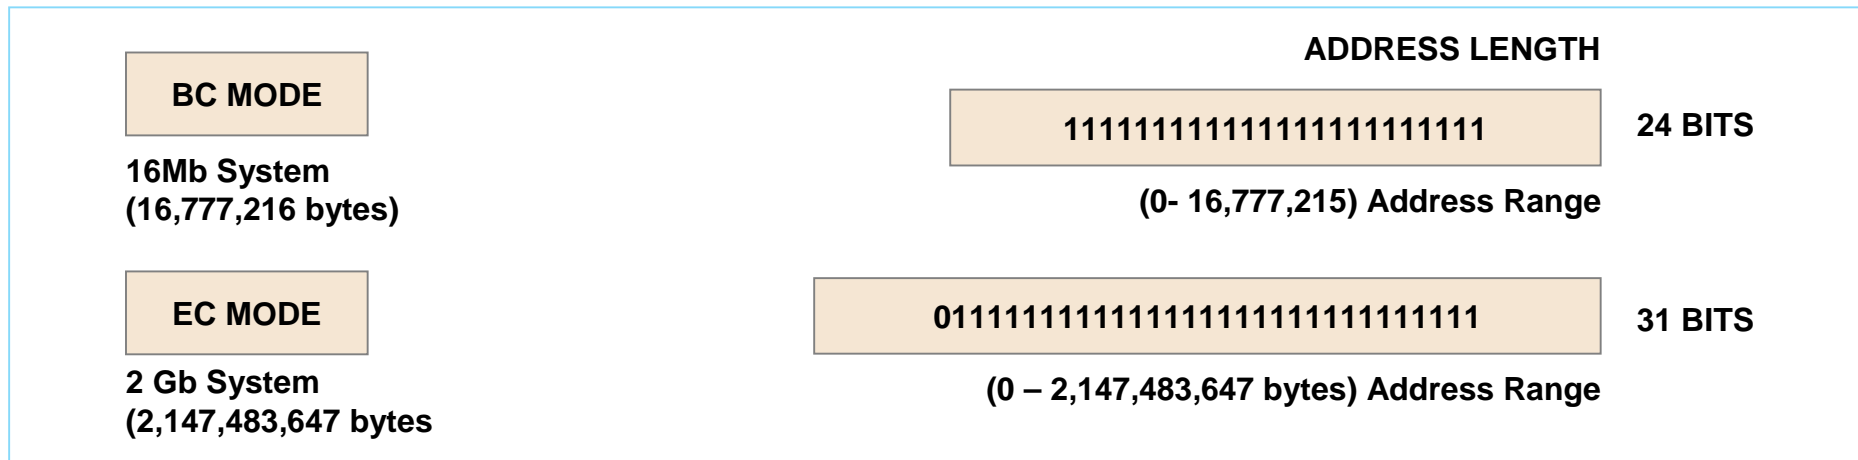 ADDRESS LENGTH
BC MODE
111111111111111111111111
24 BITS
16Mb System
(16,777,216 bytes)
(0- 16,777,215) Address Range
EC MODE
0111111111111111111111111111111
31 BITS
2 Gb System
(2,147,483,647 bytes
(0 – 2,147,483,647 bytes) Address Range